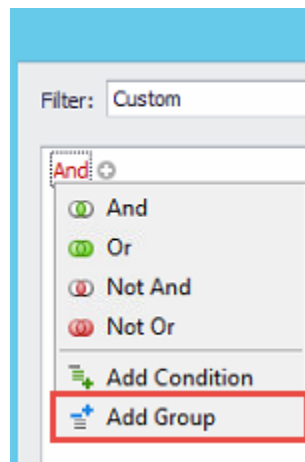 Filter: Custom
And
And
Or
Not And
Not Or
Add Condition
Add Group